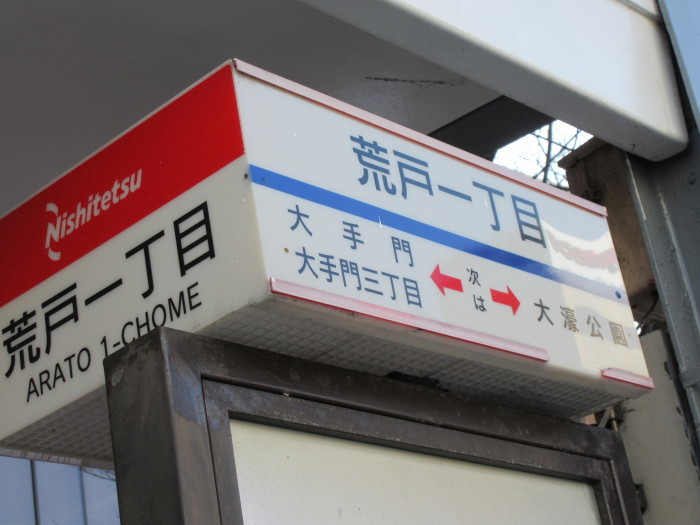 Nishitetsu
荒戸一丁目
ARATO 1-CHOME
荒戸一丁目
大手門
大手門三丁目
次は
大濠公園